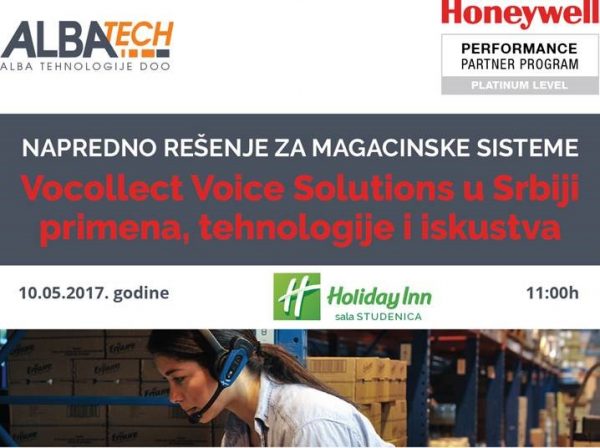 ALBATECH
ALBA TEHNOLOGIJE DOO
Honeywell
PERFORMANCE
PARTNER PROGRAM
PLATINUM LEVEL
NAPREDNO REŠENJE ZA MAGACINSKE SISTEME
Vocollect Voice Solutions u Srbiji
primena, tehnologije i iskustva
10.05.2017. godine
H Holiday Inn
sala STUDENICA
11:00h